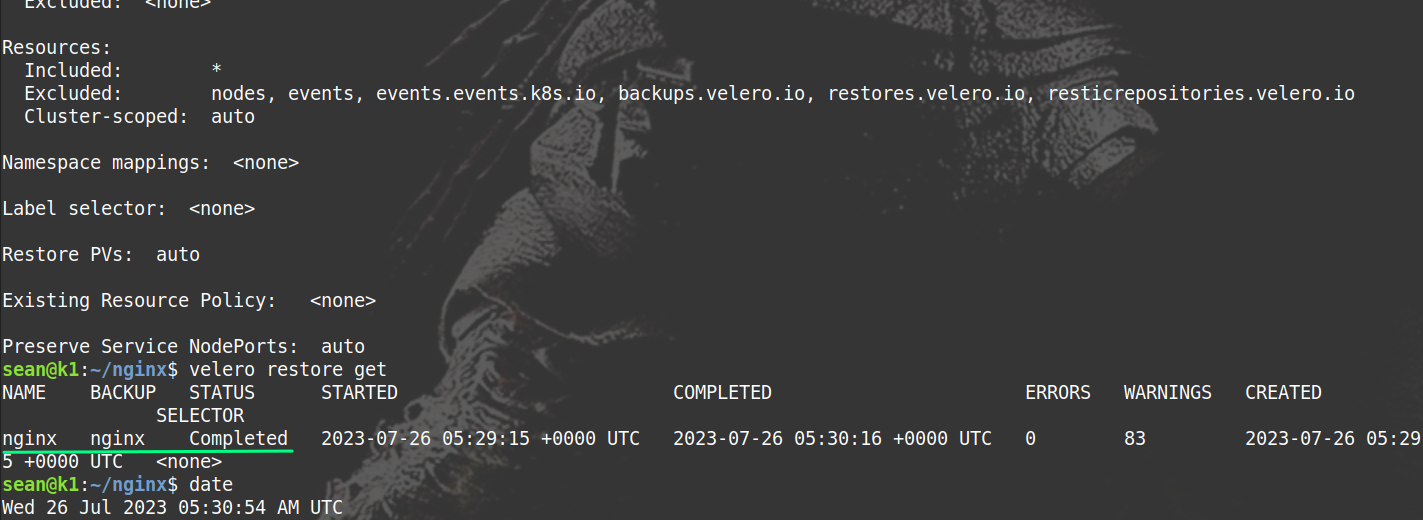 Excluded:  <none>

Resources:
  Included:        *
  Excluded:        nodes, events, events.events.k8s.io, backups.velero.io, restores.velero.io, resticrepositories.velero.io
  Cluster-scoped:  auto

Namespace mappings:  <none>

Label selector:  <none>

Restore PVs:  auto

Existing Resource Policy:   <none>

Preserve Service NodePorts:  auto
sean@k1:~/nginx$ velero restore get
NAME    BACKUP   STATUS      STARTED                         COMPLETED                       ERRORS   WARNINGS   CREATED
              SELECTOR
nginx   nginx    Completed   2023-07-26 05:29:15 +0000 UTC   2023-07-26 05:30:16 +0000 UTC   0        83         2023-07-26 05:29
5 +0000 UTC   <none>
sean@k1:~/nginx$ date
Wed 26 Jul 2023 05:30:54 AM UTC